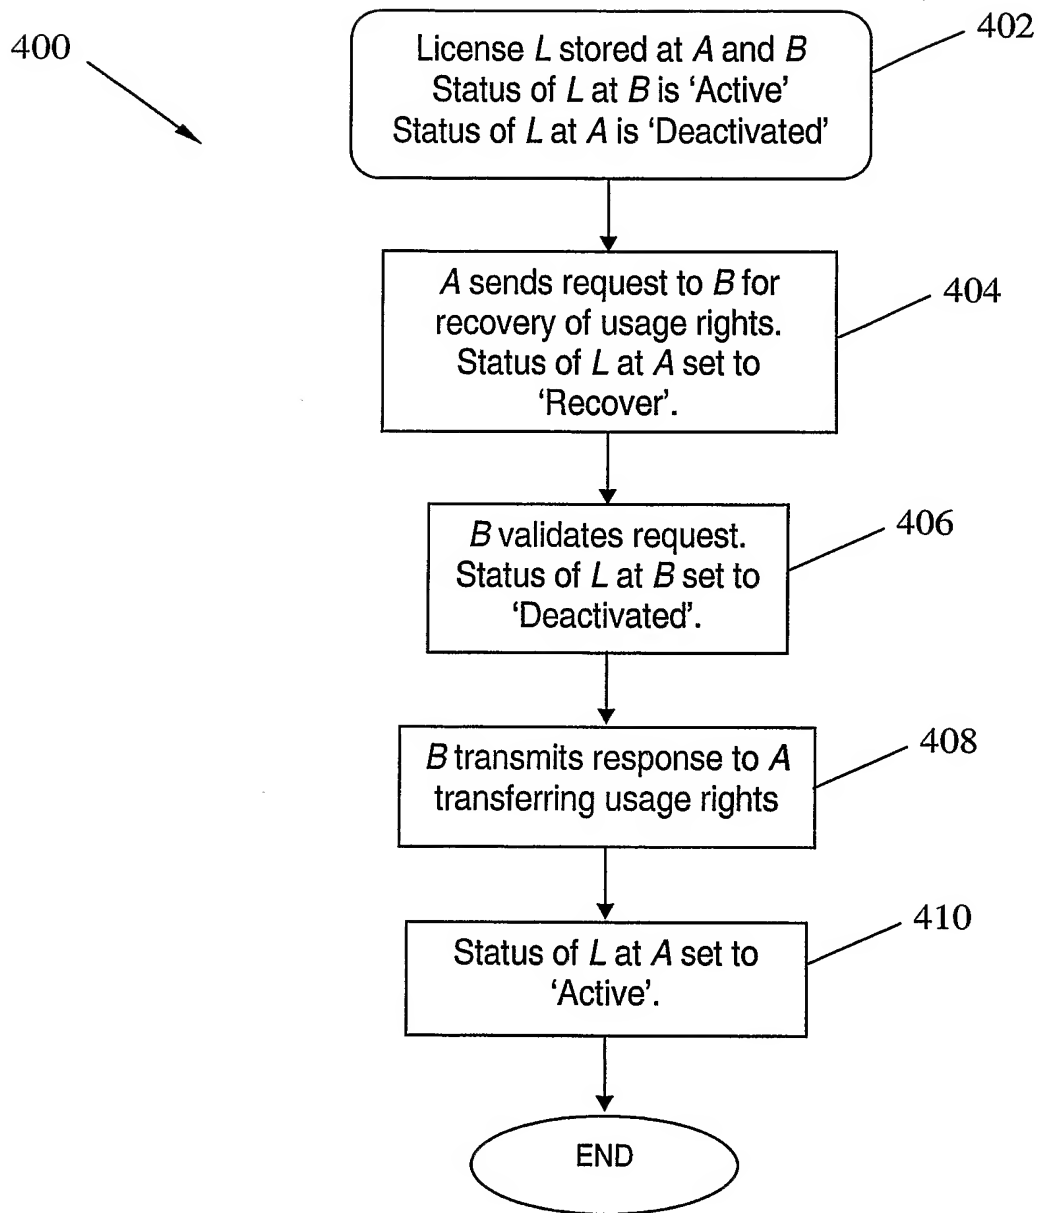 400
License L stored at A and B
Status of L at B is ‘Active’
Status of L at A is ‘Deactivated’
402
A sends request to B for
recovery of usage rights.
Status of L at A set to
‘Recover’.
404
B validates request.
Status of L at B set to
‘Deactivated’.
406
B transmits response to A
transferring usage rights
408
Status of L at A set to
‘Active’.
410
END